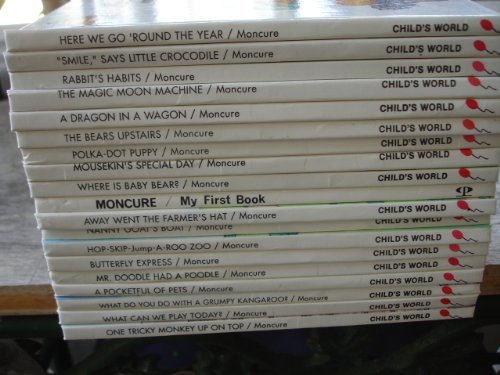 HERE WE GO 'ROUND THE YEAR / Moncure CHILD'S WORLD
"SMILE," SAYS LITTLE CROCODILE / Moncure CHILD'S WORLD
RABBIT'S HABITS / Moncure CHILD'S WORLD
THE MAGIC MOON MACHINE / Moncure CHILD'S WORLD
A DRAGON IN A WAGON / Moncure CHILD'S WORLD
THE BEARS UPSTAIRS / Moncure CHILD'S WORLD
POLKA-DOT PUPPY / Moncure CHILD'S WORLD
MOUSEKIN'S SPECIAL DAY / Moncure CHILD'S WORLD
WHERE IS BABY BEAR? / Moncure CHILD'S WORLD
MONCURE / My First Book
AWAY WENT THE FARMER'S HAT / Moncure CHILD'S WORLD
NANNY GOAT'S BOAT / Moncure CHILD'S WORLD
HOP-SKIP-Jump-A-ROO ZOO / Moncure CHILD'S WORLD
BUTTERFLY EXPRESS / Moncure CHILD'S WORLD
MR. DOODLE HAD A POODLE / Moncure CHILD'S WORLD
A POCKETFUL OF PETS / Moncure CHILD'S WORLD
WHAT DO YOU DO WITH A GRUMPY KANGAROO? / Moncure CHILD'S WORLD
WHAT CAN WE PLAY TODAY? / Moncure CHILD'S WORLD
ONE TRICKY MONKEY UP ON TOP / Moncure CHILD'S WORLD